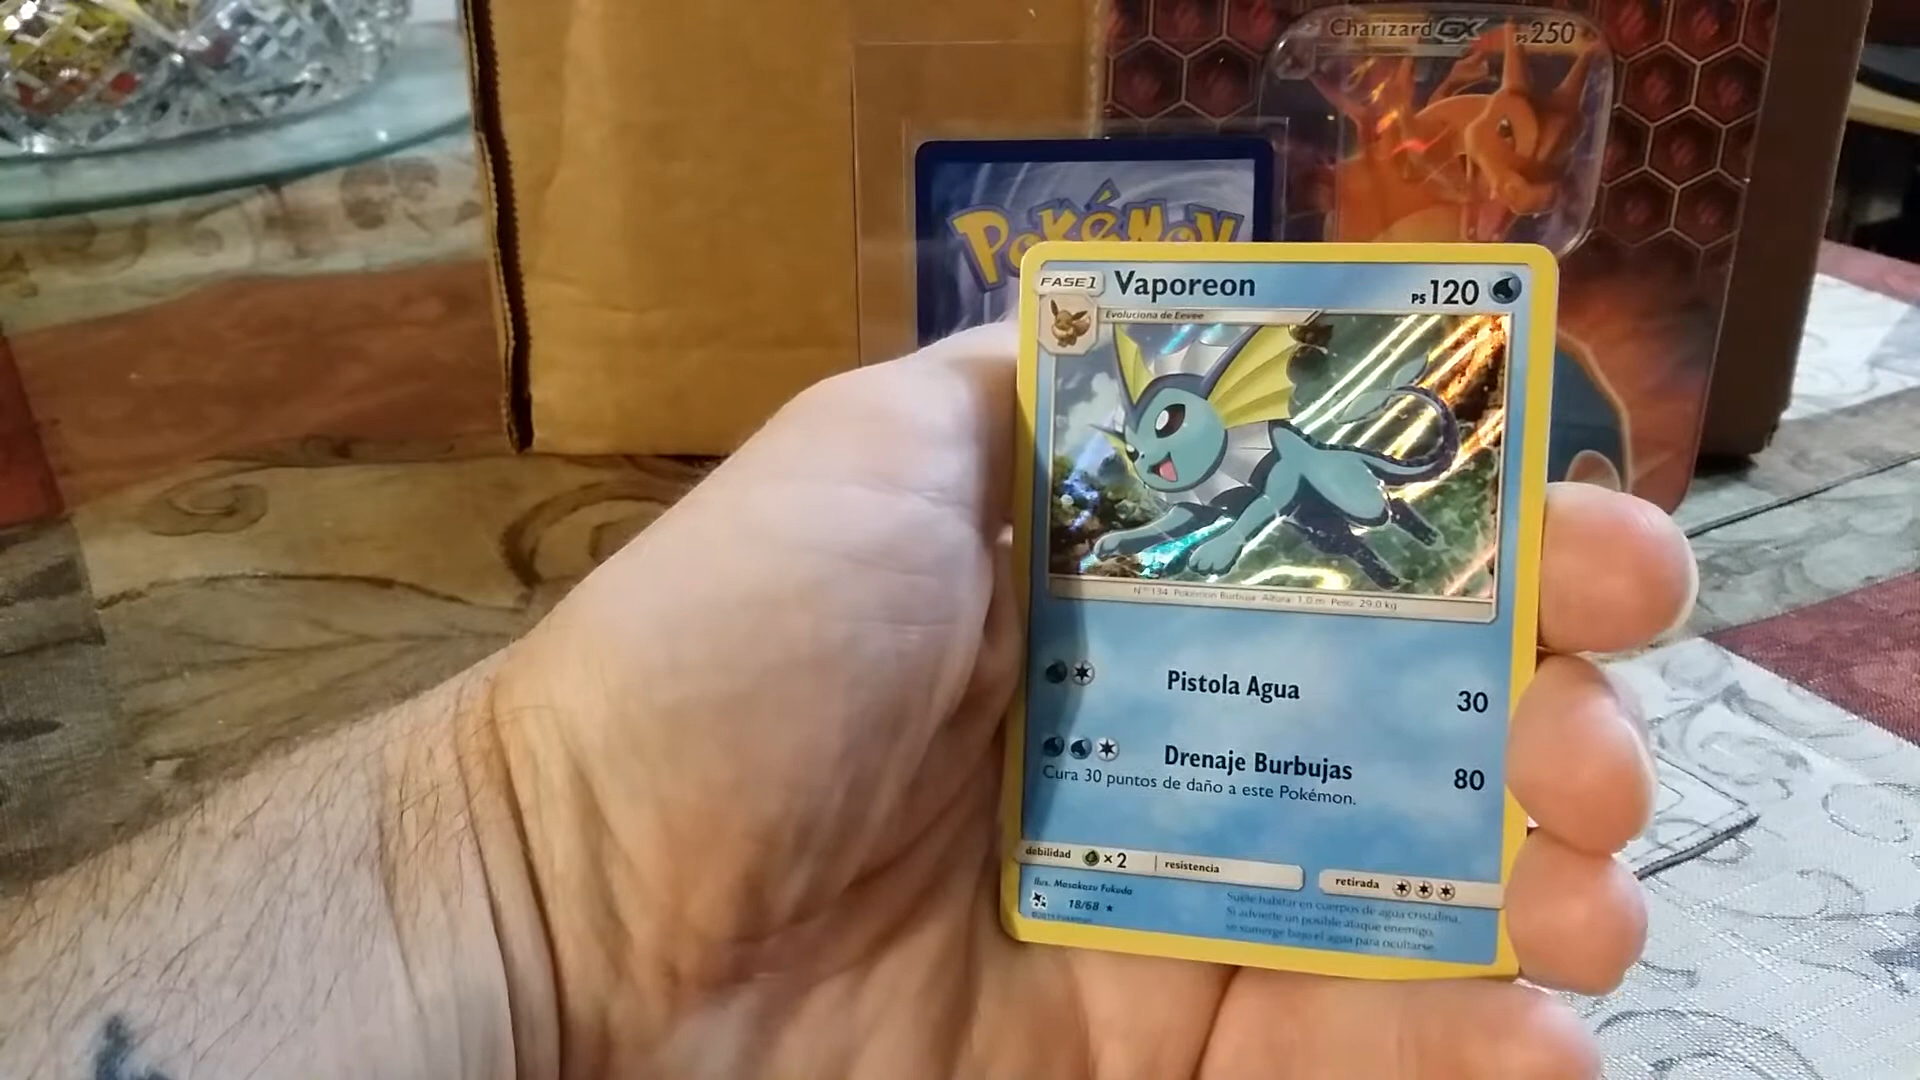 Charizard GX PS 250
Pokémon
FASE 1 Vaporeon PS 120
Evoluciona de Eevee
Nº 134 Pokémon Burbuja Altura: 1.0 m Peso: 29.0 kg
Pistola Agua 30
Drenaje Burbujas 80
Cura 30 puntos de daño a este Pokémon.
debilidad ×2 resistencia retirada
Ilus. Masakazu Fukuda
18/68 ★
©2019 Pokémon
Suele habitar en cuerpos de agua cristalina.
Si advierte un posible ataque enemigo,
se sumerge bajo el agua para ocultarse.